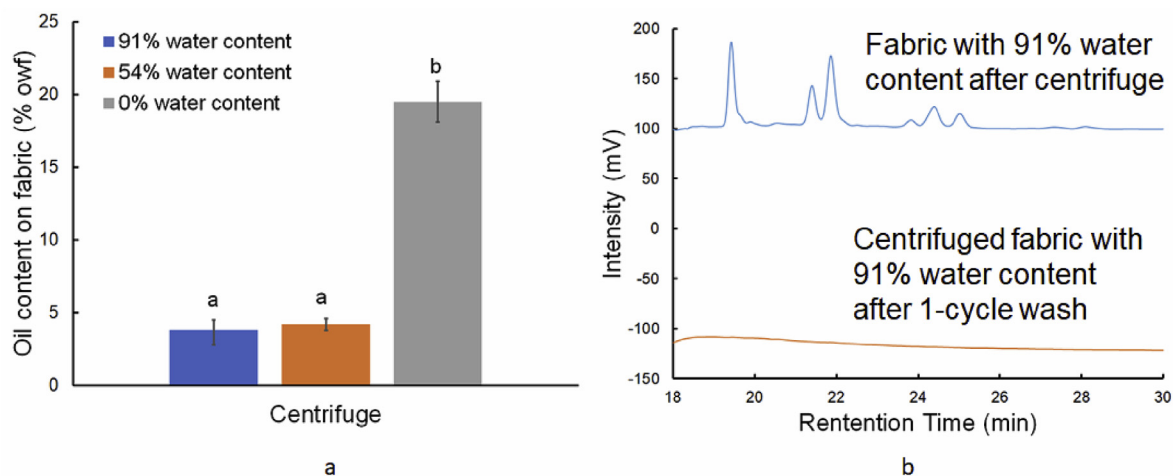 Oil content on fabric (% owf)
25
20
15
10
5
0
91% water content
54% water content
0% water content
a
a
b
Centrifuge
a
Intensity (mV)
200
150
100
50
0
-50
-100
-150
Fabric with 91% water
content after centrifuge
Centrifuged fabric with
91% water content
after 1-cycle wash
18 20 22 24 26 28 30
Rentention Time (min)
b